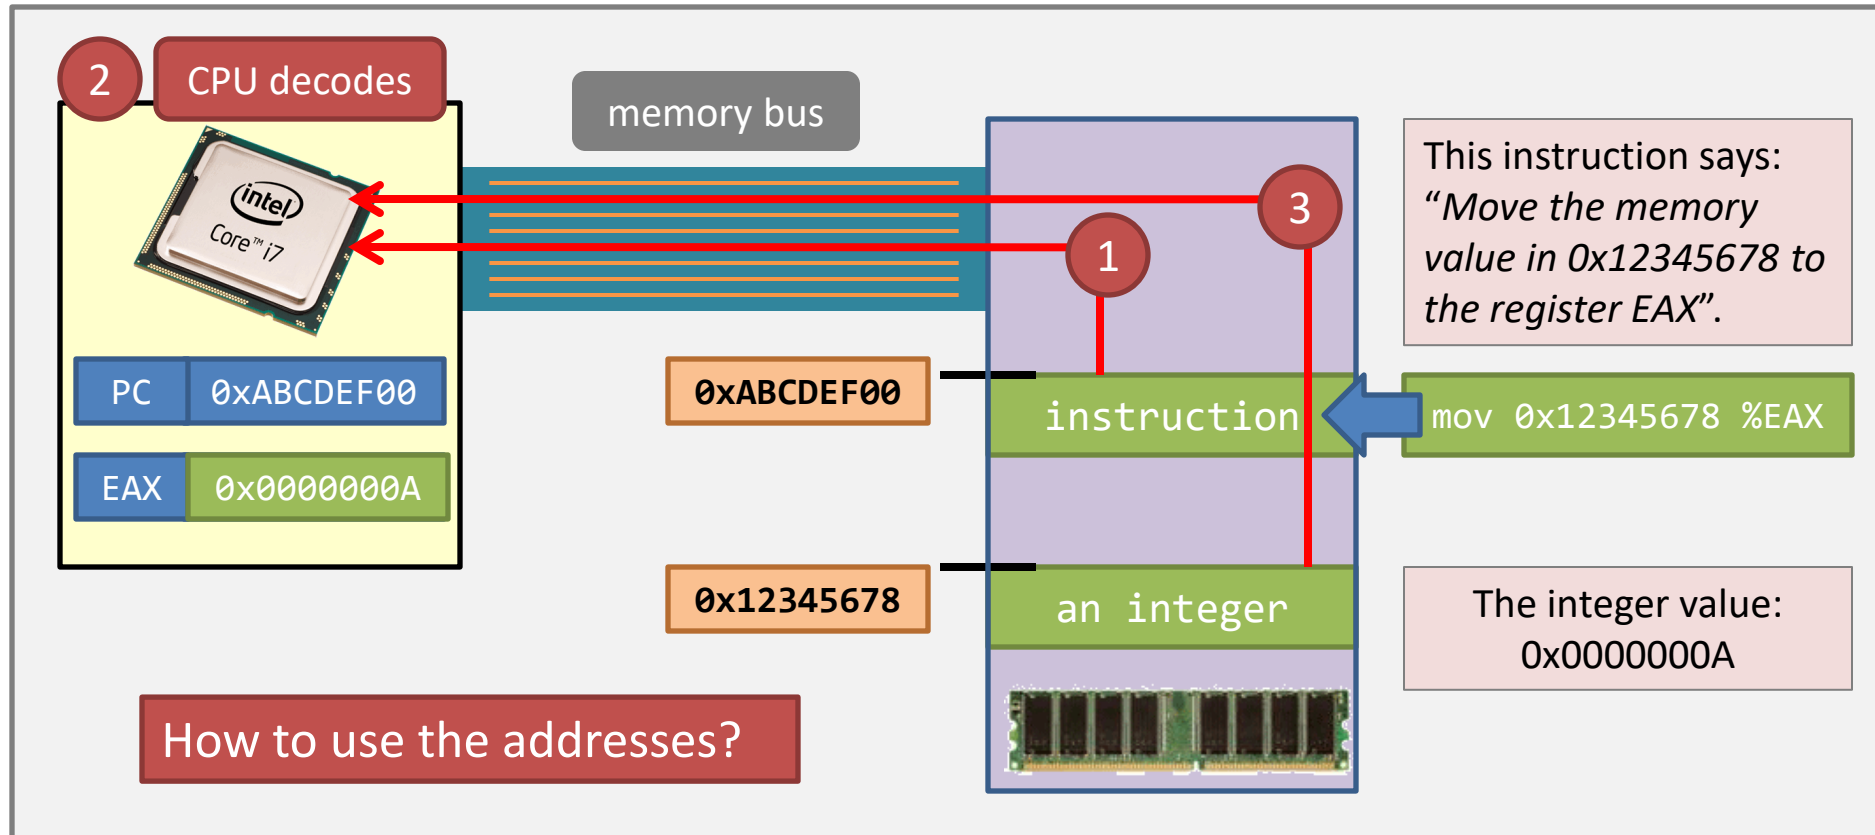 2
CPU decodes
memory bus
intel
Core™ i7
3
1
This instruction says:
“Move the memory
value in 0x12345678 to
the register EAX”.
PC 0xABCDEF00
0xABCDEF00
instruction
mov 0x12345678 %EAX
EAX 0x0000000A
0x12345678
an integer
The integer value:
0x0000000A
How to use the addresses?